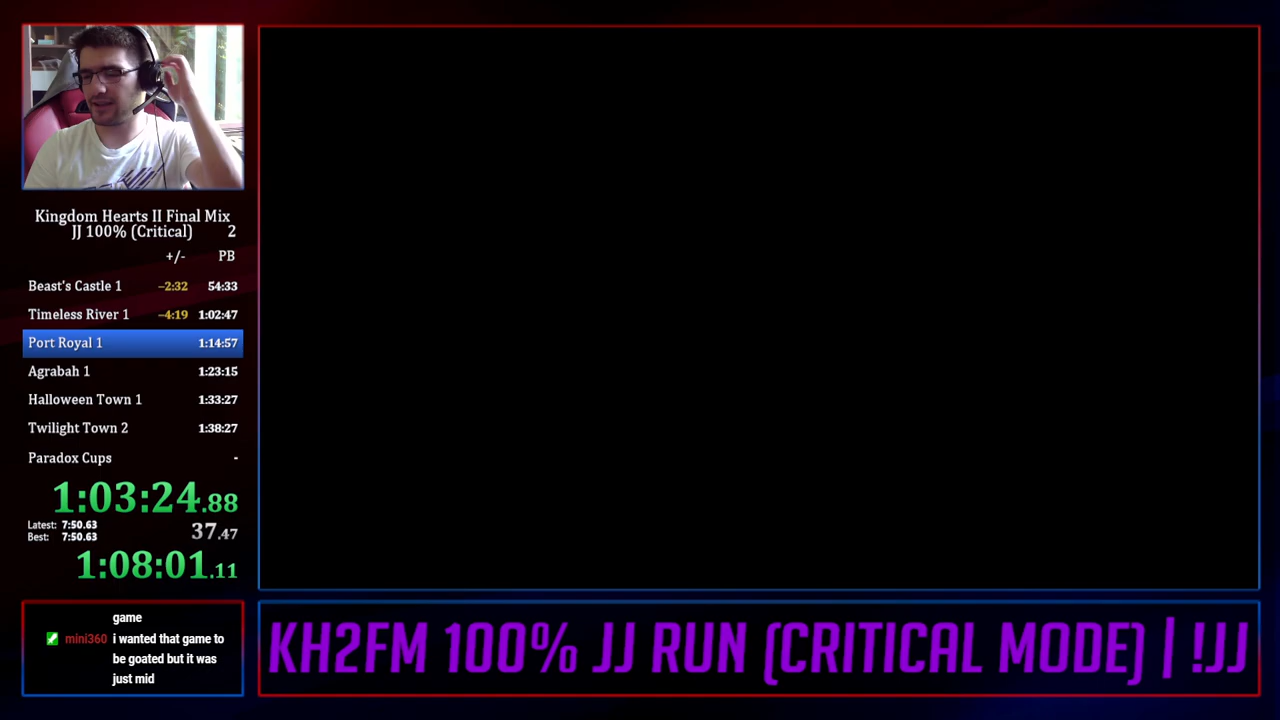 Kingdom Hearts II Final Mix
JJ 100% (Critical) 2
+/- PB
Beast's Castle 1 −2:32 54:33
Timeless River 1 −4:19 1:02:47
Port Royal 1 1:14:57
Agrabah 1 1:23:15
Halloween Town 1 1:33:27
Twilight Town 2 1:38:27
Paradox Cups -
1:03:24.88
Latest: 7:50.63
Best: 7:50.63
37.47
1:08:01.11
game
mini360 i wanted that game to
be goated but it was
just mid
KH2FM 100% JJ RUN (CRITICAL MODE) | !JJ